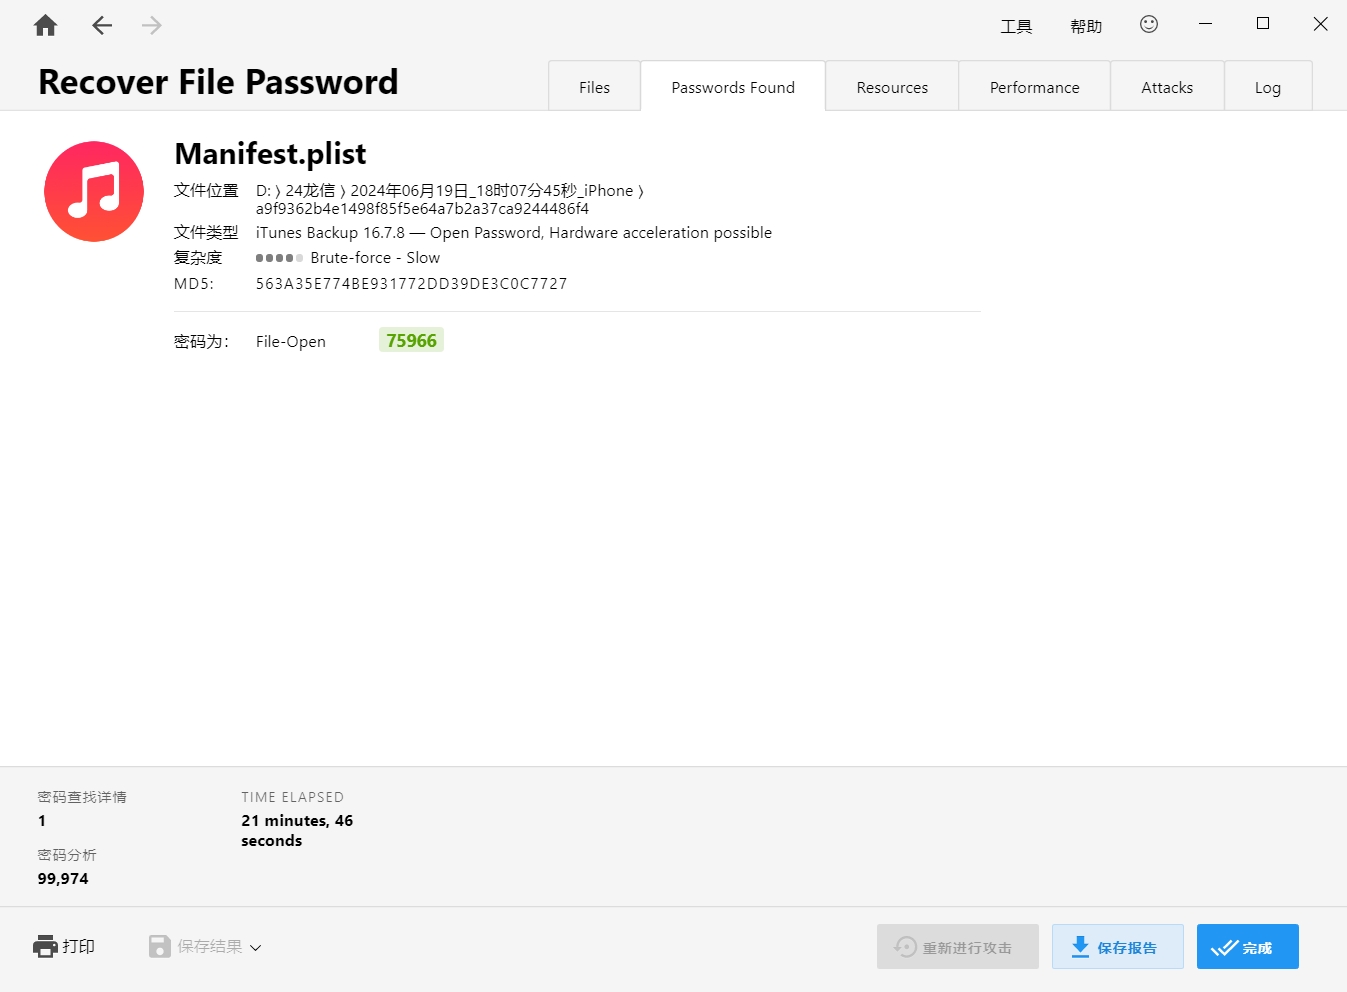 工具
帮助
Recover File Password
Files
Passwords Found
Resources
Performance
Attacks
Log
Manifest.plist
文件位置 D: 〉24龙信 〉2024年06月19日_18时07分45秒_iPhone 〉
a9f9362b4e1498f85f5e64a7b2a37ca9244486f4
文件类型 iTunes Backup 16.7.8 — Open Password, Hardware acceleration possible
复杂度 Brute-force - Slow
MD5: 563A35E774BE931772DD39DE3C0C7727
密码为: File-Open 75966
密码查找详情
1
密码分析
99,974
TIME ELAPSED
21 minutes, 46
seconds
打印
保存结果
重新进行攻击
保存报告
完成